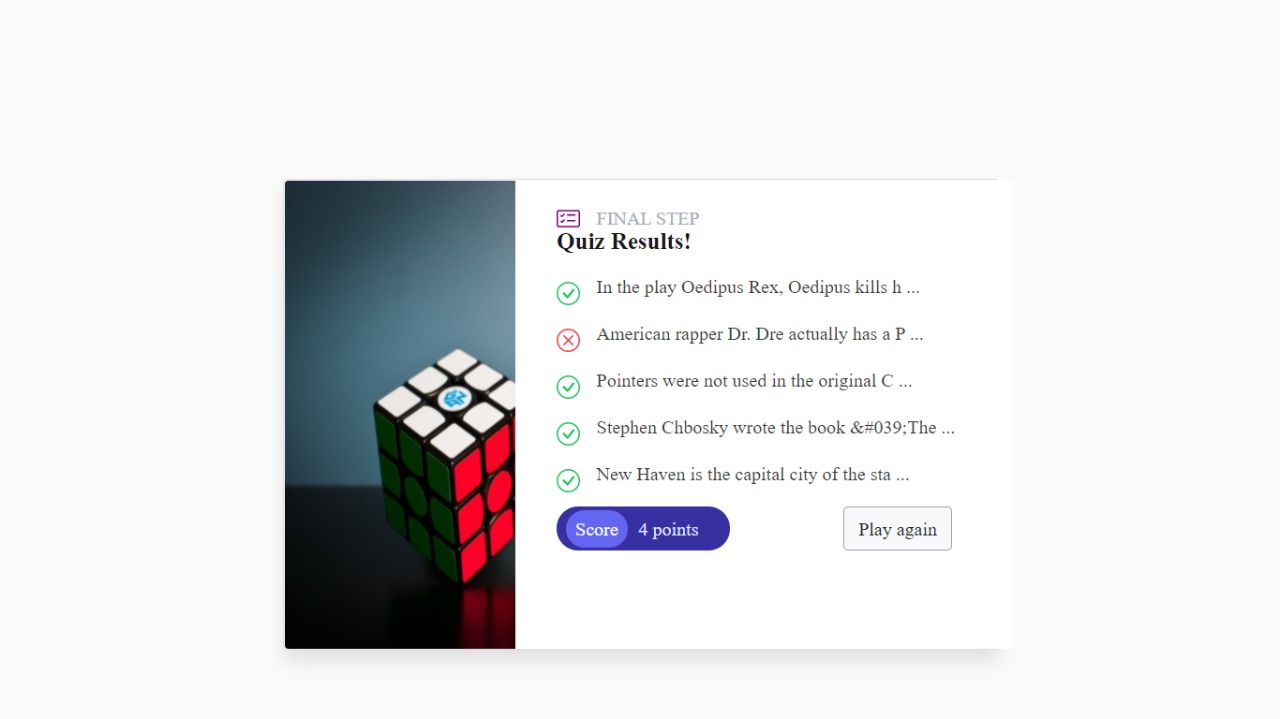 FINAL STEP
Quiz Results!
In the play Oedipus Rex, Oedipus kills h ...
American rapper Dr. Dre actually has a P ...
Pointers were not used in the original C ...
Stephen Chbosky wrote the book &#039;The ...
New Haven is the capital city of the sta ...
Score 4 points
Play again